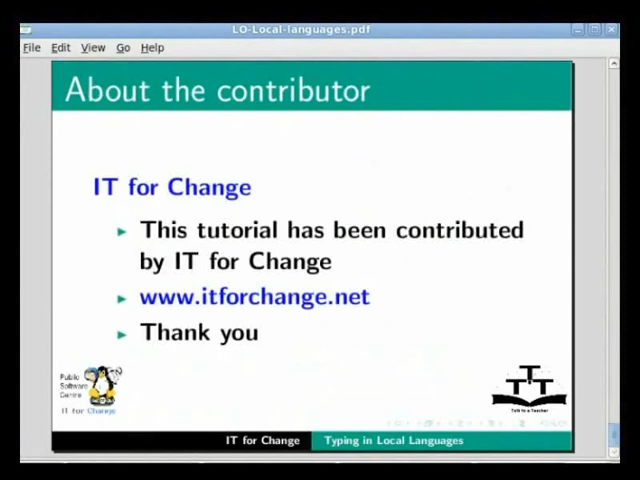 LO-Local-languages.pdf
File Edit View Go Help
About the contributor
IT for Change
This tutorial has been contributed
by IT for Change
www.itforchange.net
Thank you
Public
Software
Centre
IT for Change
TTT
Talk to a Teacher
IT for Change Typing in Local Languages